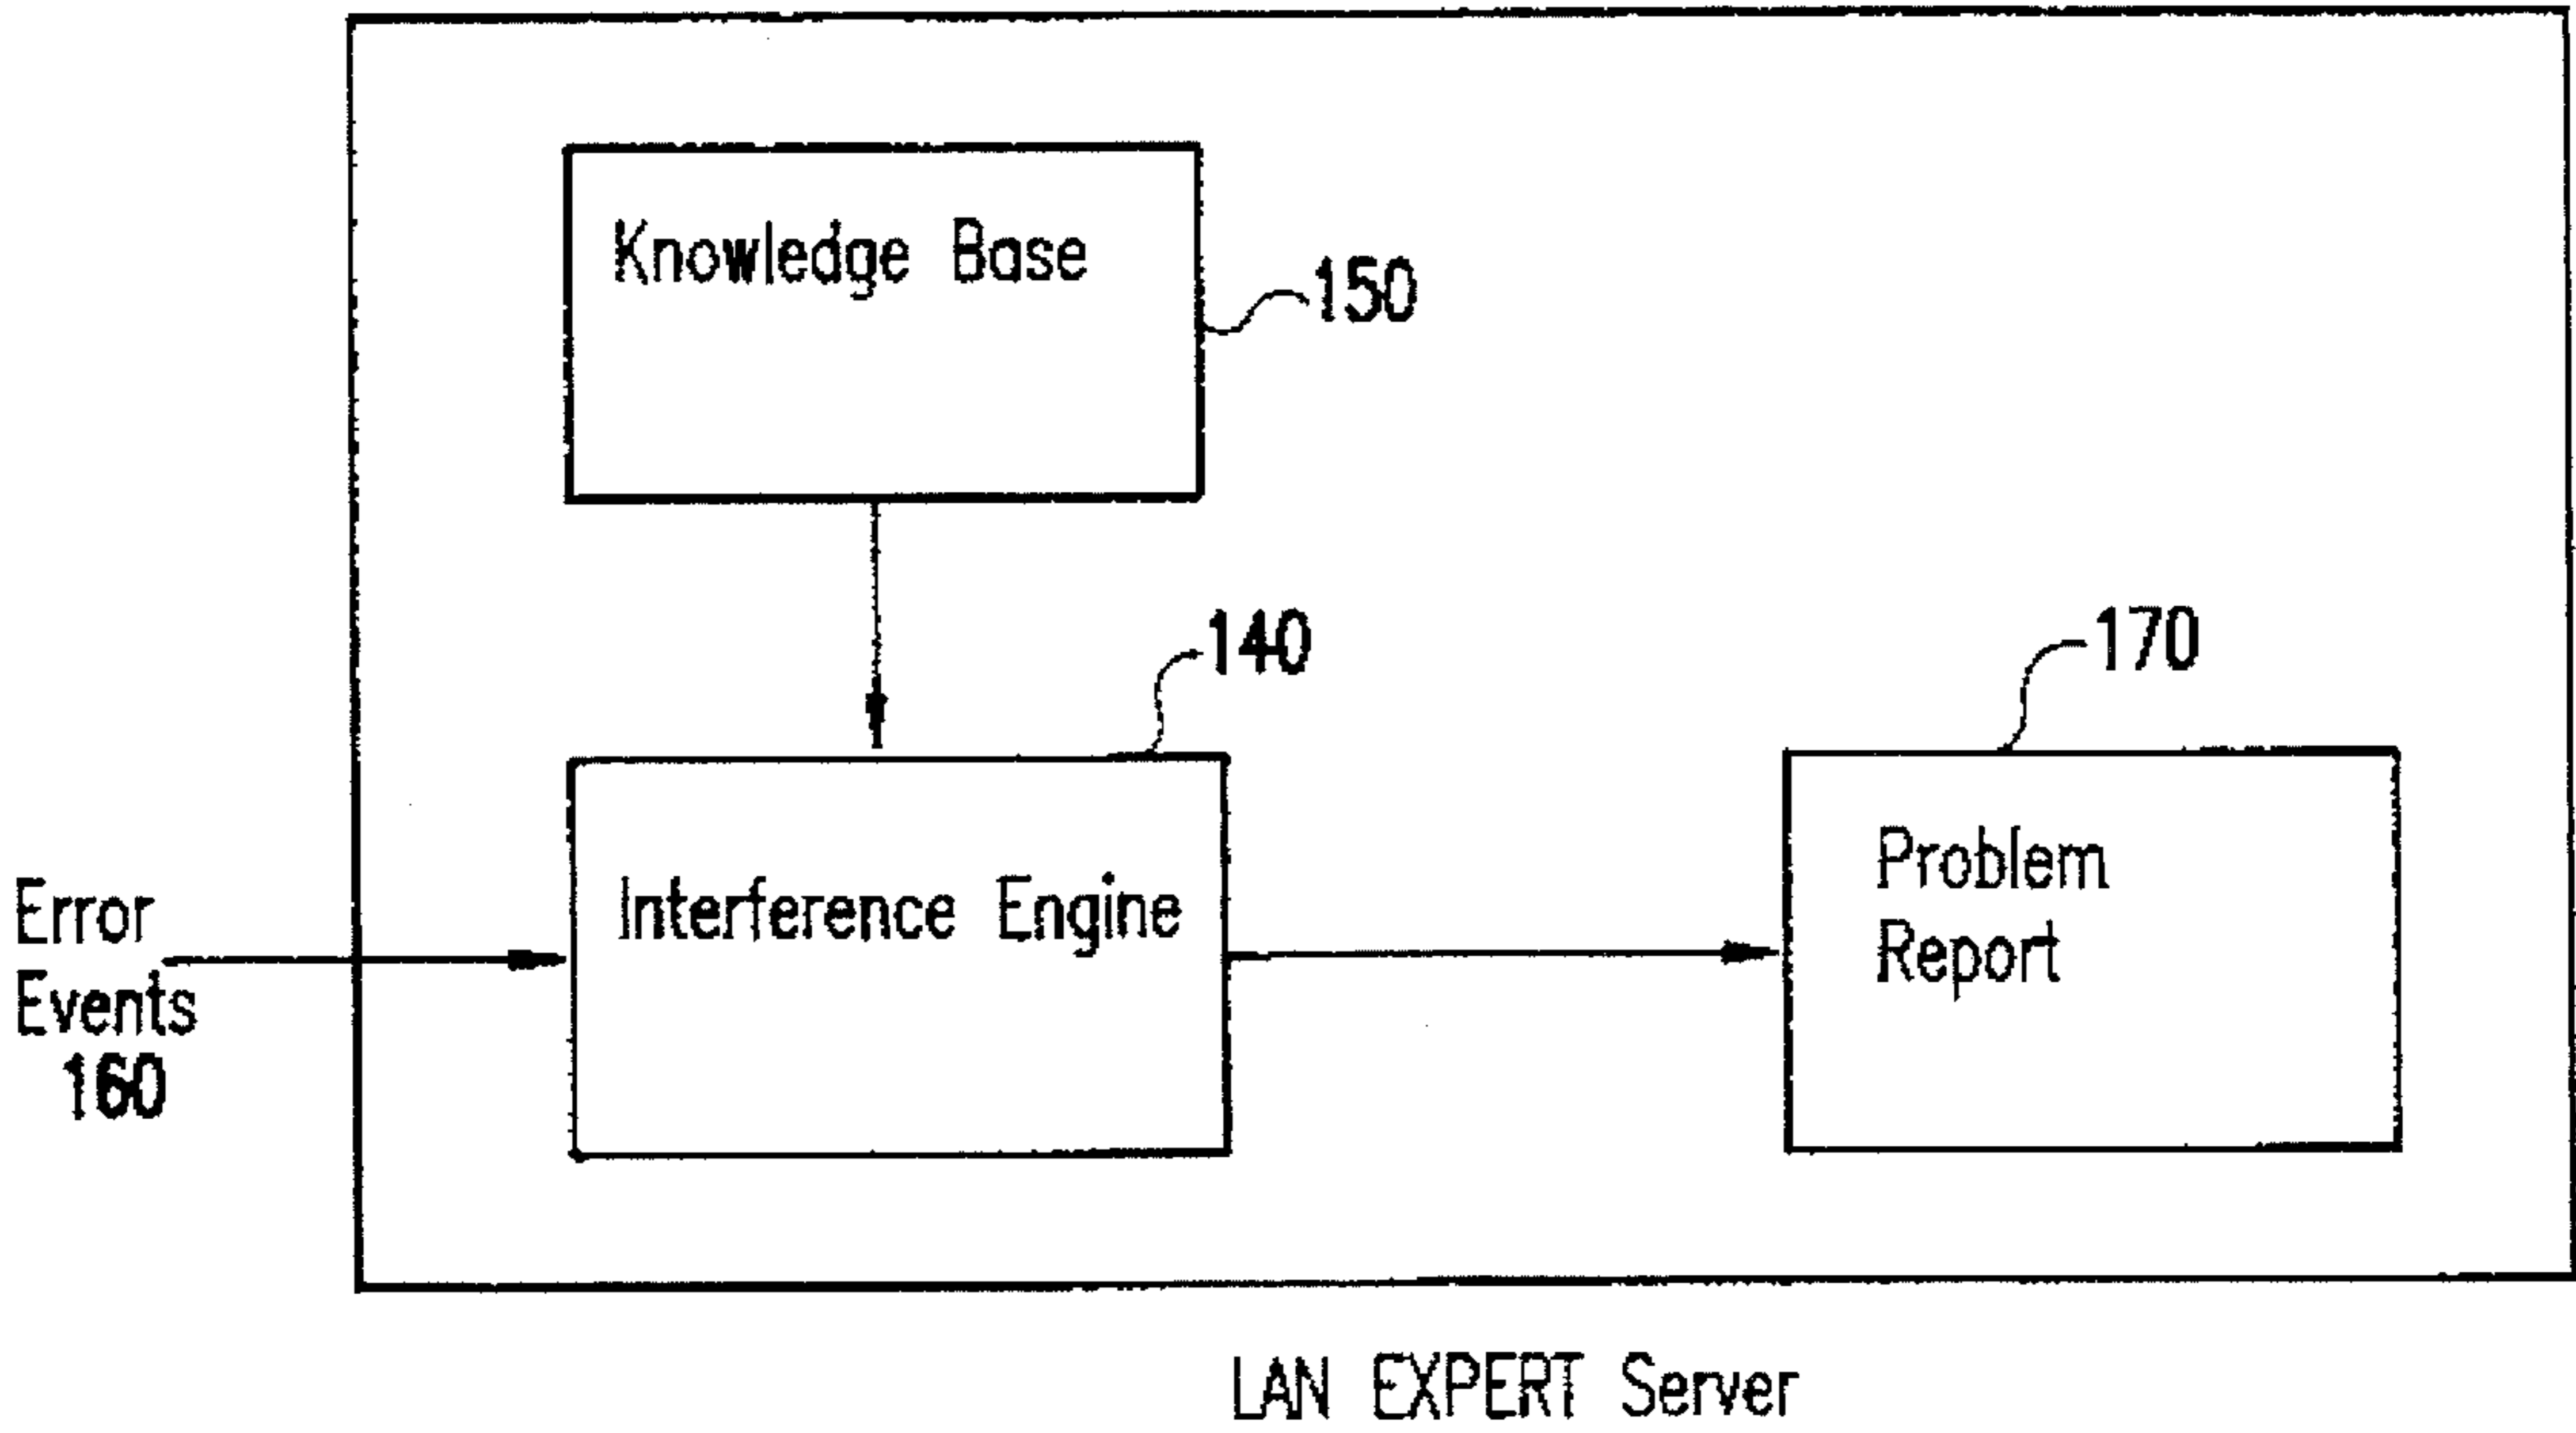 Knowledge Base
150
140
170
Interference Engine
Problem
Report
Error
Events
160
LAN EXPERT Server